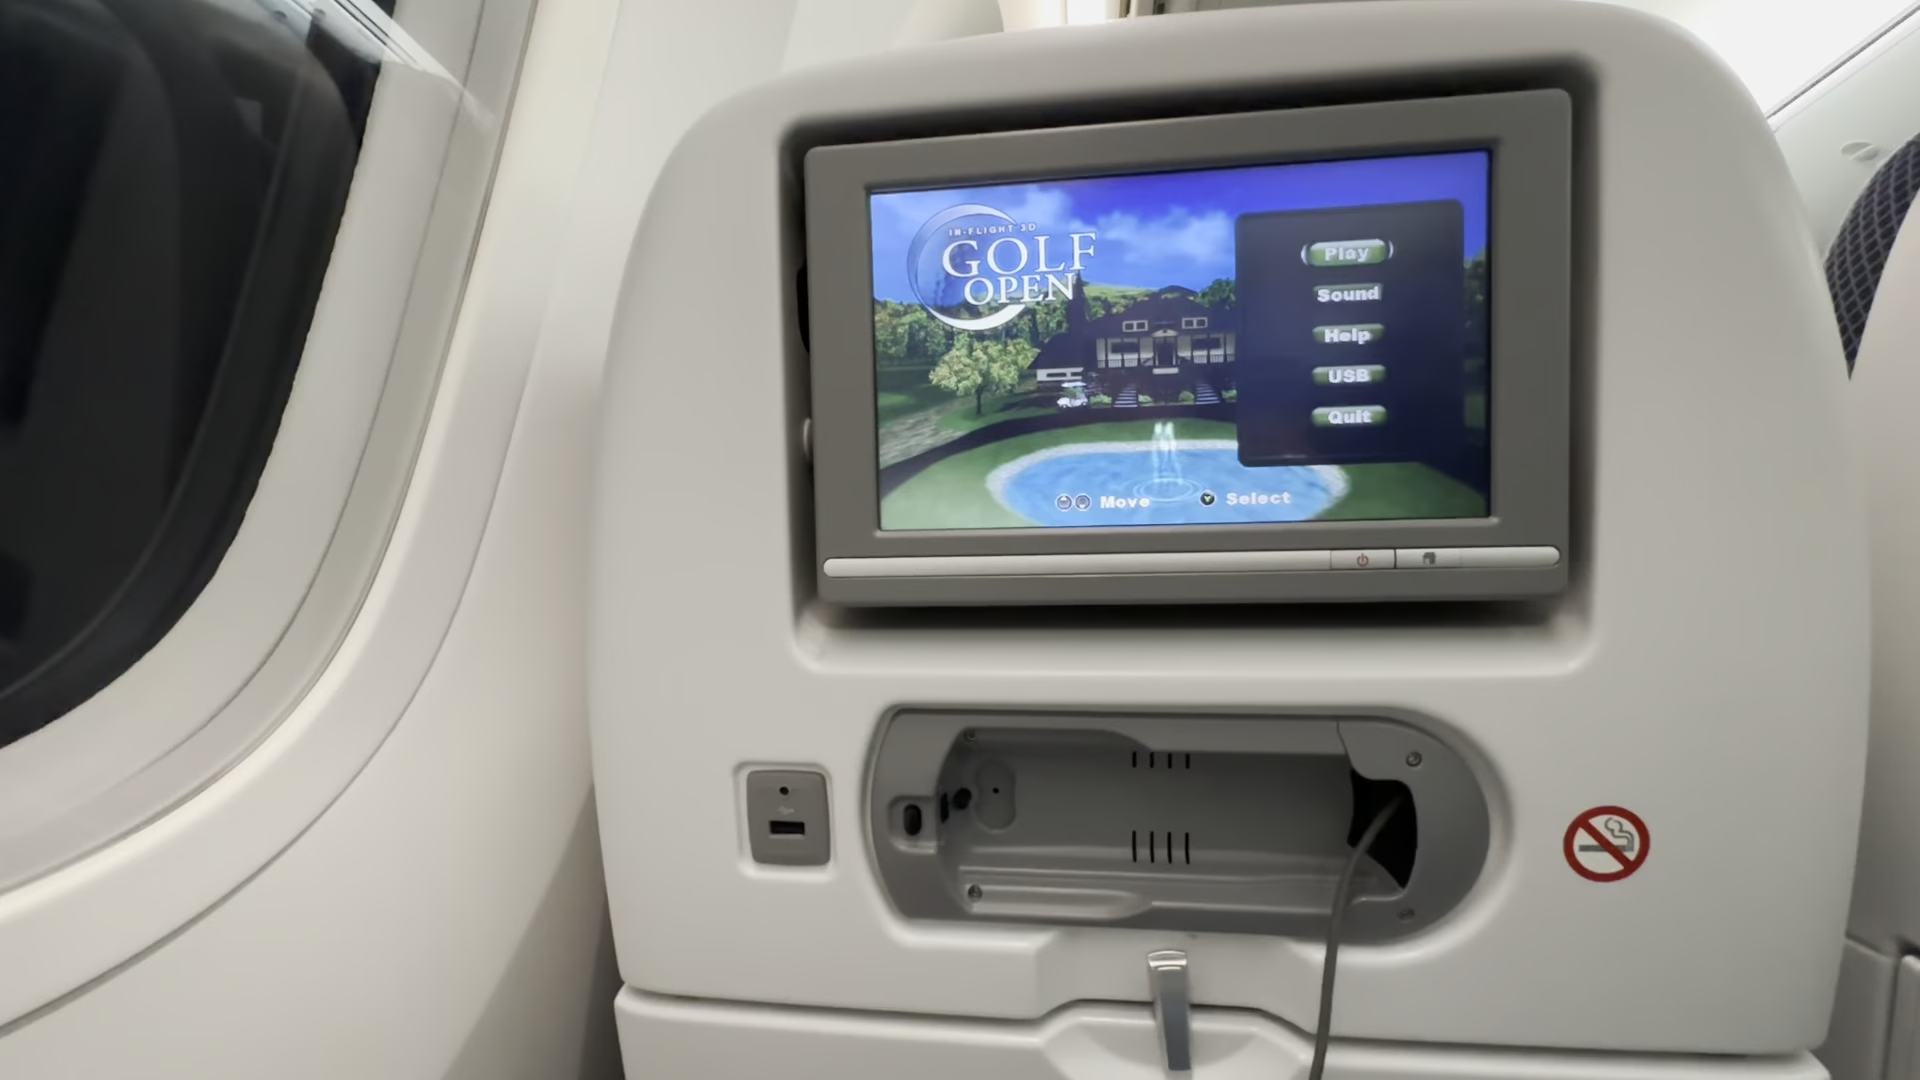 IN-FLIGHT 3D
GOLF
OPEN
Play
Sound
Help
USB
Quit
Move
Select